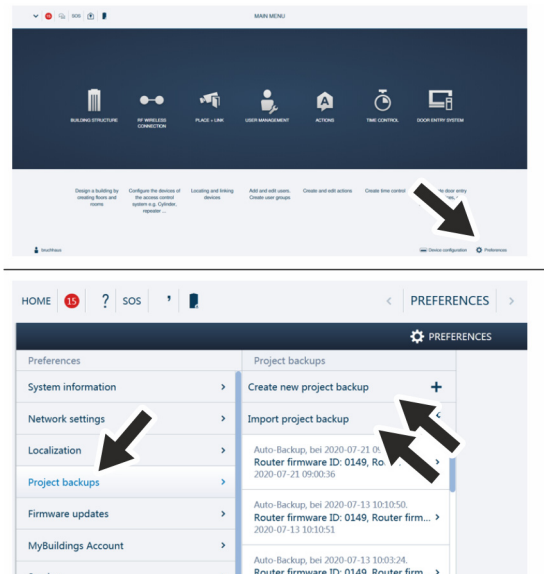 15 SOS MAIN MENU
BUILDING STRUCTURE
RF WIRELESS
CONNECTION
PLACE + LINK
USER MANAGEMENT
A
ACTIONS
TIME CONTROL
DOOR ENTRY SYSTEM
Design a building by
creating floors and
rooms
Configure the devices of
the access control
system e.g. Cylinder,
repeater ...
Locating and linking
devices
Add and edit users.
Create user groups
Create and edit actions
Create time control
door entry
Device configuration Preferences
HOME 15 ? SOS ' < PREFERENCES >
PREFERENCES
Preferences
System information >
Network settings >
Localization >
Project backups >
Firmware updates >
MyBuildings Account >
Project backups
Create new project backup +
Import project backup
Auto-Backup, bei 2020-07-21
Router firmware ID: 0149, >
2020-07-21 09:00:36
Auto-Backup, bei 2020-07-13 10:10:50.
Router firmware ID: 0149, Router firm... >
2020-07-13 10:10:51
Auto-Backup, bei 2020-07-13 10:03:24.
Router firmware ID: 0149, Router firm >